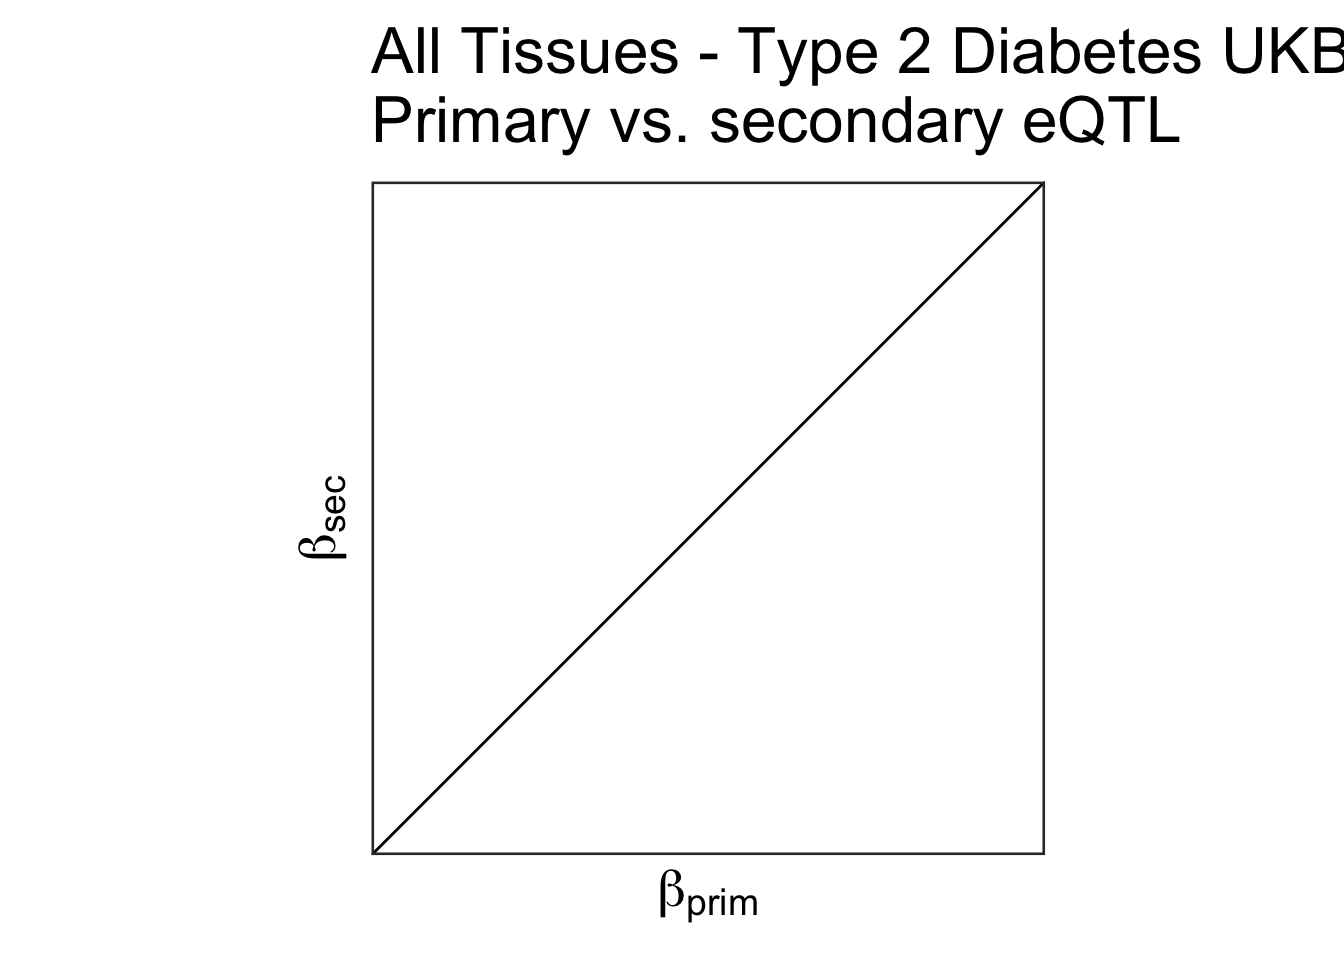 All Tissues - Type 2 Diabetes UKB
Primary vs. secondary eQTL
βsec
βprim